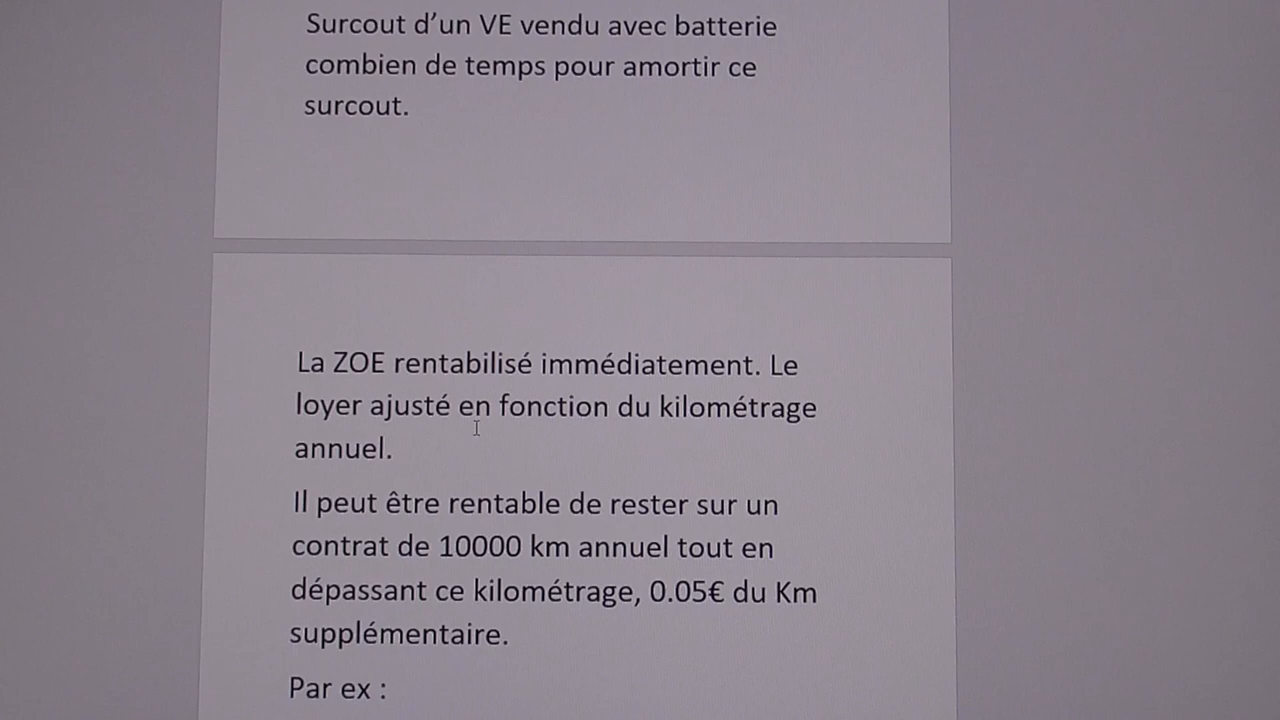 Surcout d’un VE vendu avec batterie
combien de temps pour amortir ce
surcout.
La ZOE rentabilisé immédiatement. Le
loyer ajusté en fonction du kilométrage
annuel.
Il peut être rentable de rester sur un
contrat de 10000 km annuel tout en
dépassant ce kilométrage, 0.05€ du Km
supplémentaire.
Par ex :